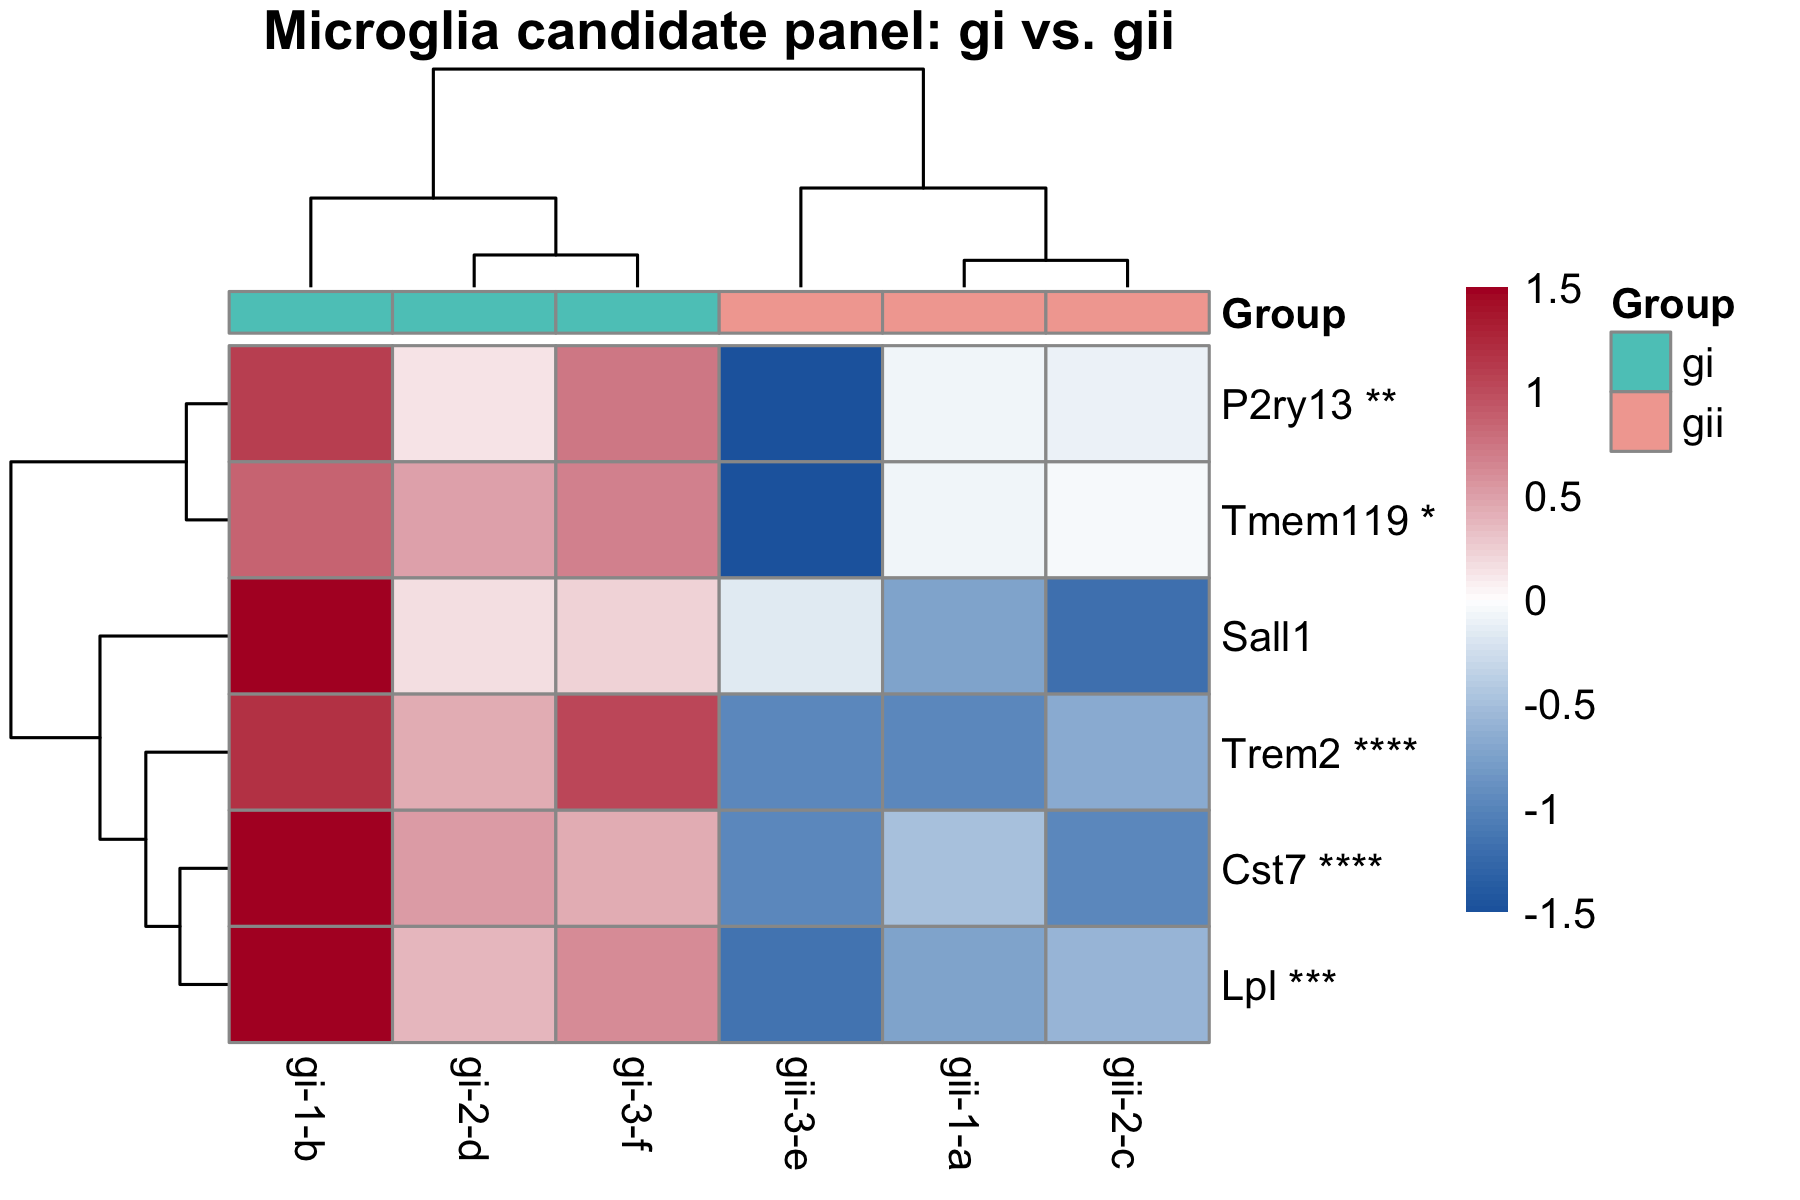 Microglia candidate panel: gi vs. gii
Group
P2ry13 **
Tmem119 *
Sall1
Trem2 ****
Cst7 ****
Lpl ***
gi-1-b
gi-2-d
gi-3-f
gii-3-e
gii-1-a
gii-2-c
1.5
1
0.5
0
-0.5
-1
-1.5
Group
gi
gii